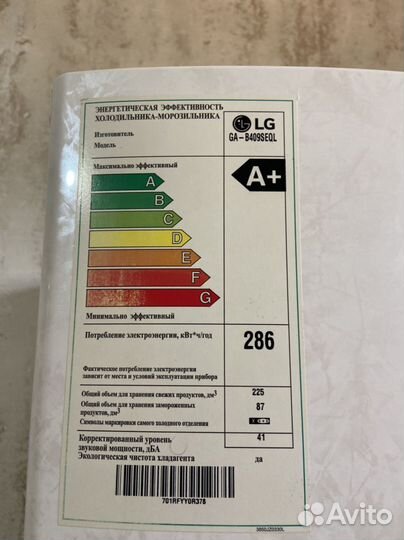 ЭНЕРГЕТИЧЕСКАЯ ЭФФЕКТИВНОСТЬ
ХОЛОДИЛЬНИКА-МОРОЗИЛЬНИКА
Изготовитель
Модель
LG
GA-B409SEQL
Максимально эффективный
A
B
C
D
E
F
G
A+
Минимально эффективный
Потребление электроэнергии, кВт*ч/год
286
Фактическое потребление электроэнергии
зависит от места и условий эксплуатации прибора
Общий объем для хранения свежих продуктов, дм³
225
Общий объем для хранения замороженных
продуктов, дм³
87
Символы маркировки самого холодного отделения
Корректированный уровень
звуковой мощности, дБА
41
Экологическая чистота хладагента
да
701RFYY0R378
Avito